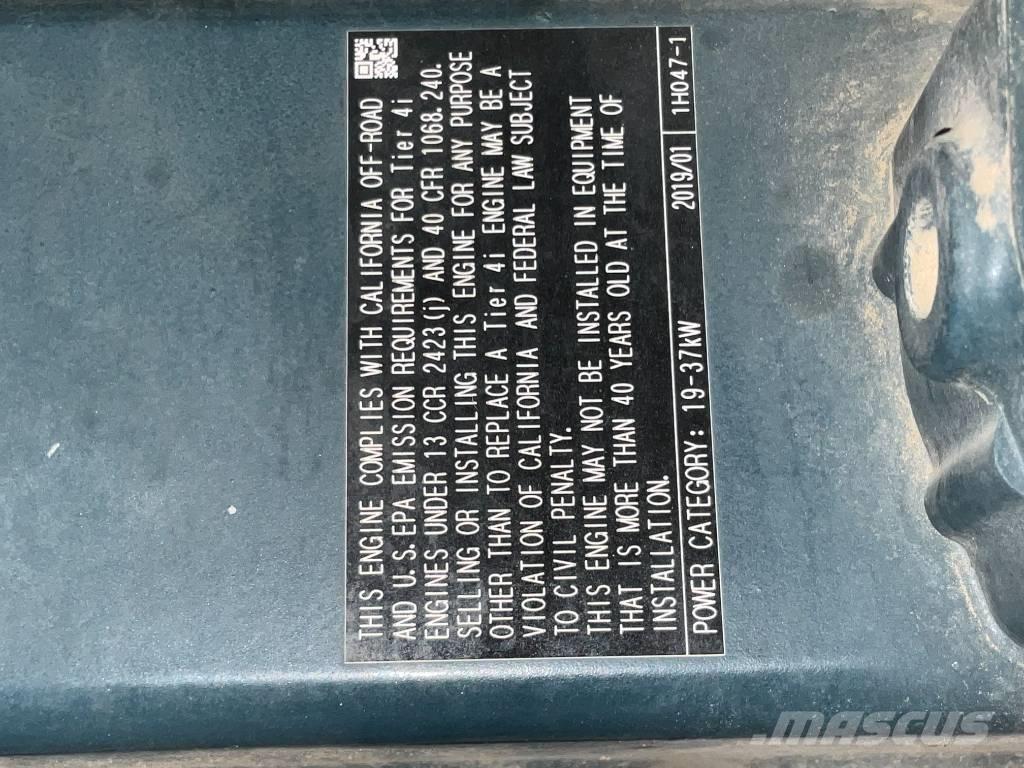 THIS ENGINE COMPLIES WITH CALIFORNIA OFF-ROAD
AND U.S. EPA EMISSION REQUIREMENTS FOR Tier 4i
ENGINES UNDER 13 CCR 2423(j) AND 40 CFR 1068.240.
SELLING OR INSTALLING THIS ENGINE FOR ANY PURPOSE
OTHER THAN TO REPLACE A Tier 4i ENGINE MAY BE A
VIOLATION OF CALIFORNIA AND FEDERAL LAW SUBJECT
TO CIVIL PENALTY.
THIS ENGINE MAY NOT BE INSTALLED IN EQUIPMENT
THAT IS MORE THAN 40 YEARS OLD AT THE TIME OF
INSTALLATION. 2019/01 1H047-1
POWER CATEGORY: 19-37kW
MASCUS